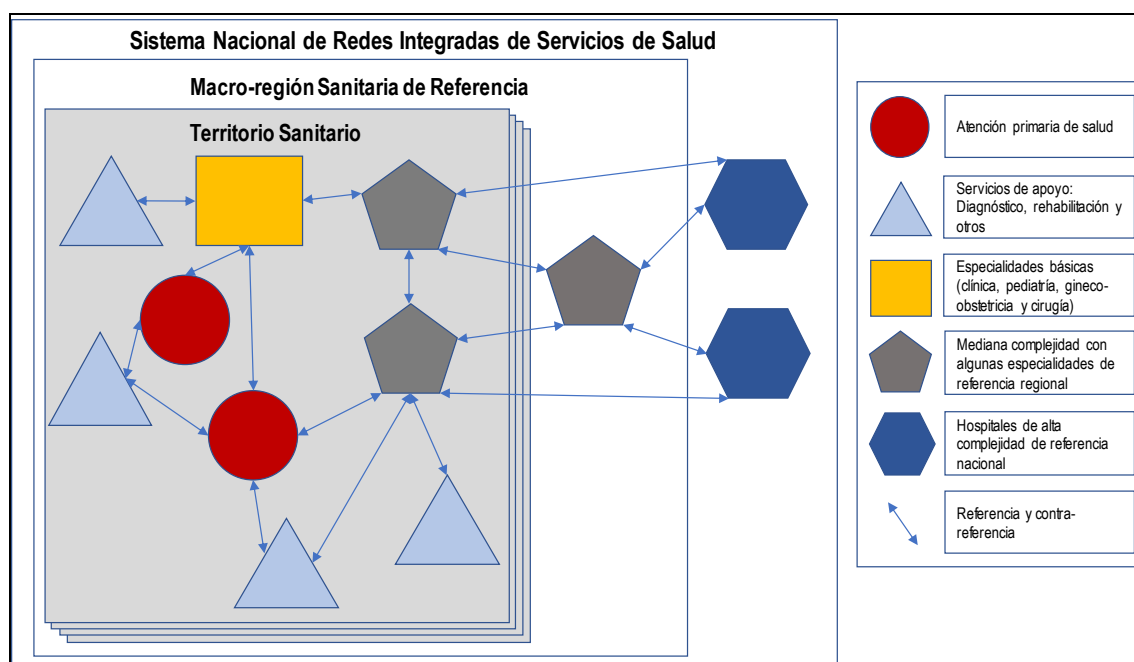 Sistema Nacional de Redes Integradas de Servicios de Salud
Macro-región Sanitaria de Referencia
Territorio Sanitario
Atención primaria de salud
Servicios de apoyo:
Diagnóstico, rehabilitación y
otros
Especialidades básicas
(clínica, pediatría, gineco-
obstetricia y cirugía)
Mediana complejidad con
algunas especialidades de
referencia regional
Hospitales de alta
complejidad de referencia
nacional
Referencia y contra-
referencia